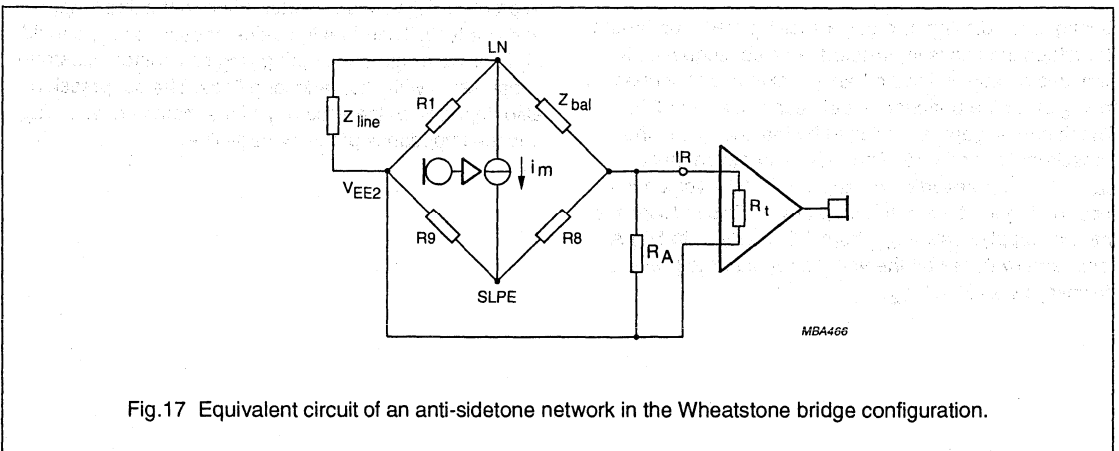 LN
R1
Z bal
Z line
i m
IR
V EE2
R t
R9
R8
R A
SLPE
MBA466
Fig.17 Equivalent circuit of an anti-sidetone network in the Wheatstone bridge configuration.